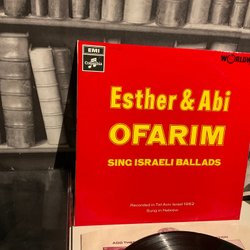 EMI
Columbia
WORLD
Esther & Abi
OFARIM
SING ISRAELI BALLADS
Recorded in Tel Aviv Israel 1962
Sung in Hebrew